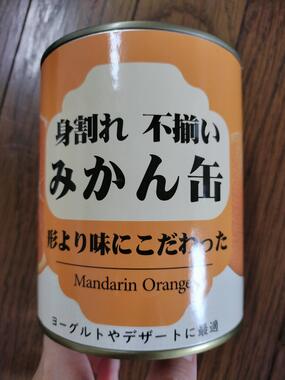 身割れ 不揃い
みかん缶
形より味にこだわった
Mandarin Oranges
ヨーグルトやデザートに最適